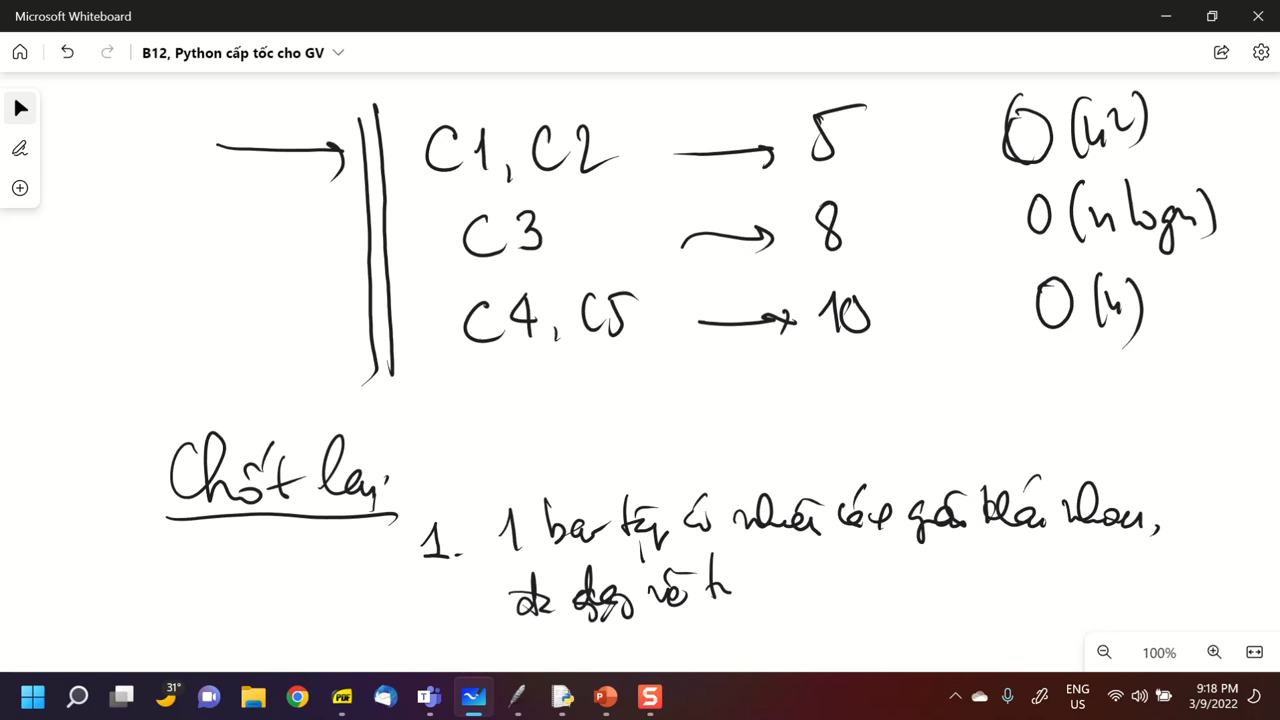 Microsoft Whiteboard
B12, Python cấp tốc cho GV
C1, C2 → 5 O(n2)
C3 → 8 O(n logn)
C4, C5 → 10 O(n)
Chốt lại:
1. 1 bài tập có nhiều cách giải khác nhau,
về
100%
31°
ENG
US
9:18 PM
3/9/2022